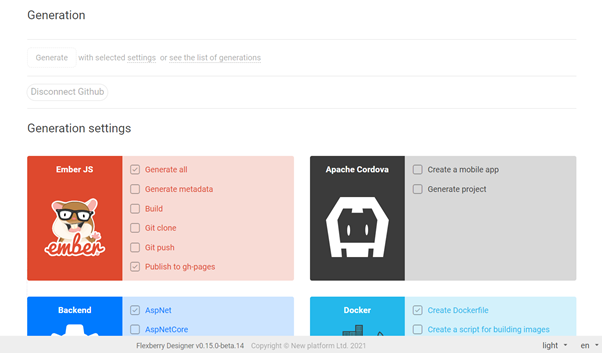 Generation
Generate with selected settings or see the list of generations
Disconnect Github
Generation settings
Ember JS
Generate all
Generate metadata
Build
Git clone
Git push
Publish to gh-pages
ember
Apache Cordova
Create a mobile app
Generate project
Backend
AspNet
AspNetCore
Docker
Create Dockerfile
Create a script for building images
Flexberry Designer v0.15.0-beta.14 Copyright © New platform Ltd. 2021 light en